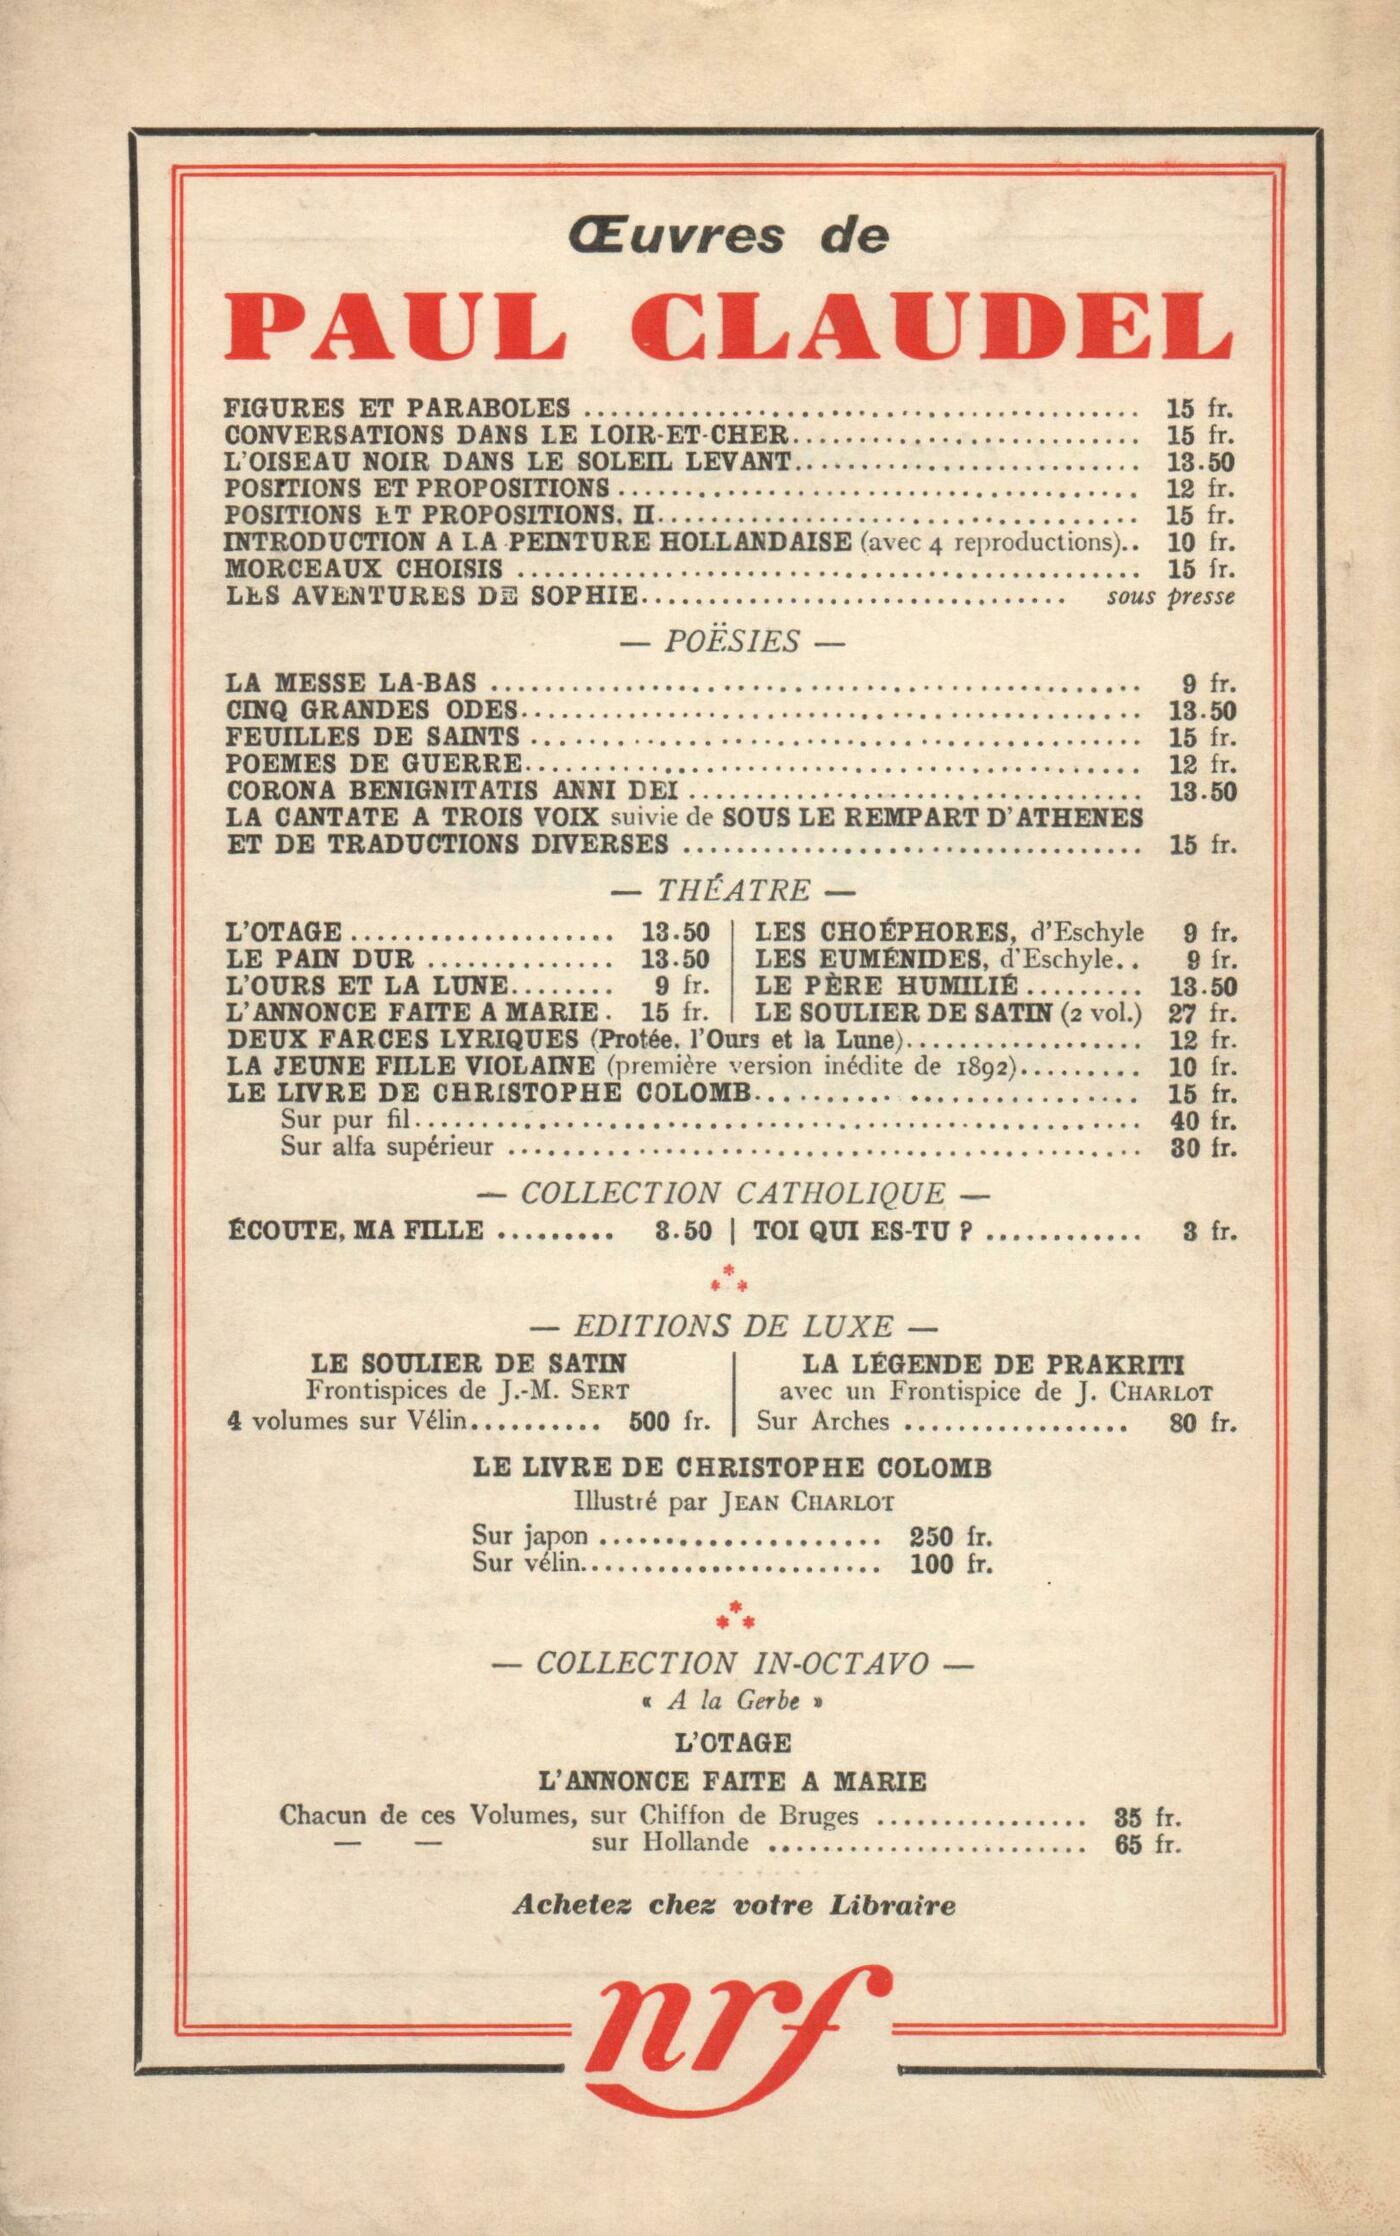 Œuvres de
PAUL CLAUDEL
FIGURES ET PARABOLES ........................................ 15 fr.
CONVERSATIONS DANS LE LOIR-ET-CHER.......................... 15 fr.
L'OISEAU NOIR DANS LE SOLEIL LEVANT.......................... 13.50
POSITIONS ET PROPOSITIONS ...................................... 12 fr.
POSITIONS ET PROPOSITIONS, II................................... 15 fr.
INTRODUCTION A LA PEINTURE HOLLANDAISE (avec 4 reproductions).. 10 fr.
MORCEAUX CHOISIS .............................................. 15 fr.
LES AVENTURES DE SOPHIE................................ sous presse
— POËSIES —
LA MESSE LA-BAS ................................................ 9 fr.
CINQ GRANDES ODES.............................................. 13.50
FEUILLES DE SAINTS ............................................. 15 fr.
POEMES DE GUERRE.............................................. 12 fr.
CORONA BENIGNITATIS ANNI DEI .................................. 13.50
LA CANTATE A TROIS VOIX suivie de SOUS LE REMPART D'ATHENES
ET DE TRADUCTIONS DIVERSES .................................. 15 fr.
— THÉATRE —
L'OTAGE .................... 13.50 | LES CHOÉPHORES, d'Eschyle 9 fr.
LE PAIN DUR .............. 13.50 | LES EUMÉNIDES, d'Eschyle.. 9 fr.
L'OURS ET LA LUNE........ 9 fr. | LE PÈRE HUMILIÉ ......... 13.50
L'ANNONCE FAITE A MARIE . 15 fr. | LE SOULIER DE SATIN (2 vol.) 27 fr.
DEUX FARCES LYRIQUES (Protée, l'Ours et la Lune).................. 12 fr.
LA JEUNE FILLE VIOLAINE (première version inédite de 1892)......... 10 fr.
LE LIVRE DE CHRISTOPHE COLOMB............................ 15 fr.
Sur pur fil...................................................... 40 fr.
Sur alfa supérieur ............................................... 30 fr.
— COLLECTION CATHOLIQUE —
ÉCOUTE, MA FILLE ......... 3.50 | TOI QUI ES-TU ? ............ 3 fr.
***
— EDITIONS DE LUXE —
LE SOULIER DE SATIN
Frontispices de J.-M. SERT
4 volumes sur Vélin.......... 500 fr.
LA LÉGENDE DE PRAKRITI
avec un Frontispice de J. CHARLOT
Sur Arches ................. 80 fr.
LE LIVRE DE CHRISTOPHE COLOMB
Illustré par JEAN CHARLOT
Sur japon ..................... 250 fr.
Sur vélin....................... 100 fr.
***
— COLLECTION IN-OCTAVO —
« A la Gerbe »
L'OTAGE
L'ANNONCE FAITE A MARIE
Chacun de ces Volumes, sur Chiffon de Bruges ................ 35 fr.
— — sur Hollande ........................ 65 fr.
Achetez chez votre Libraire
nrf